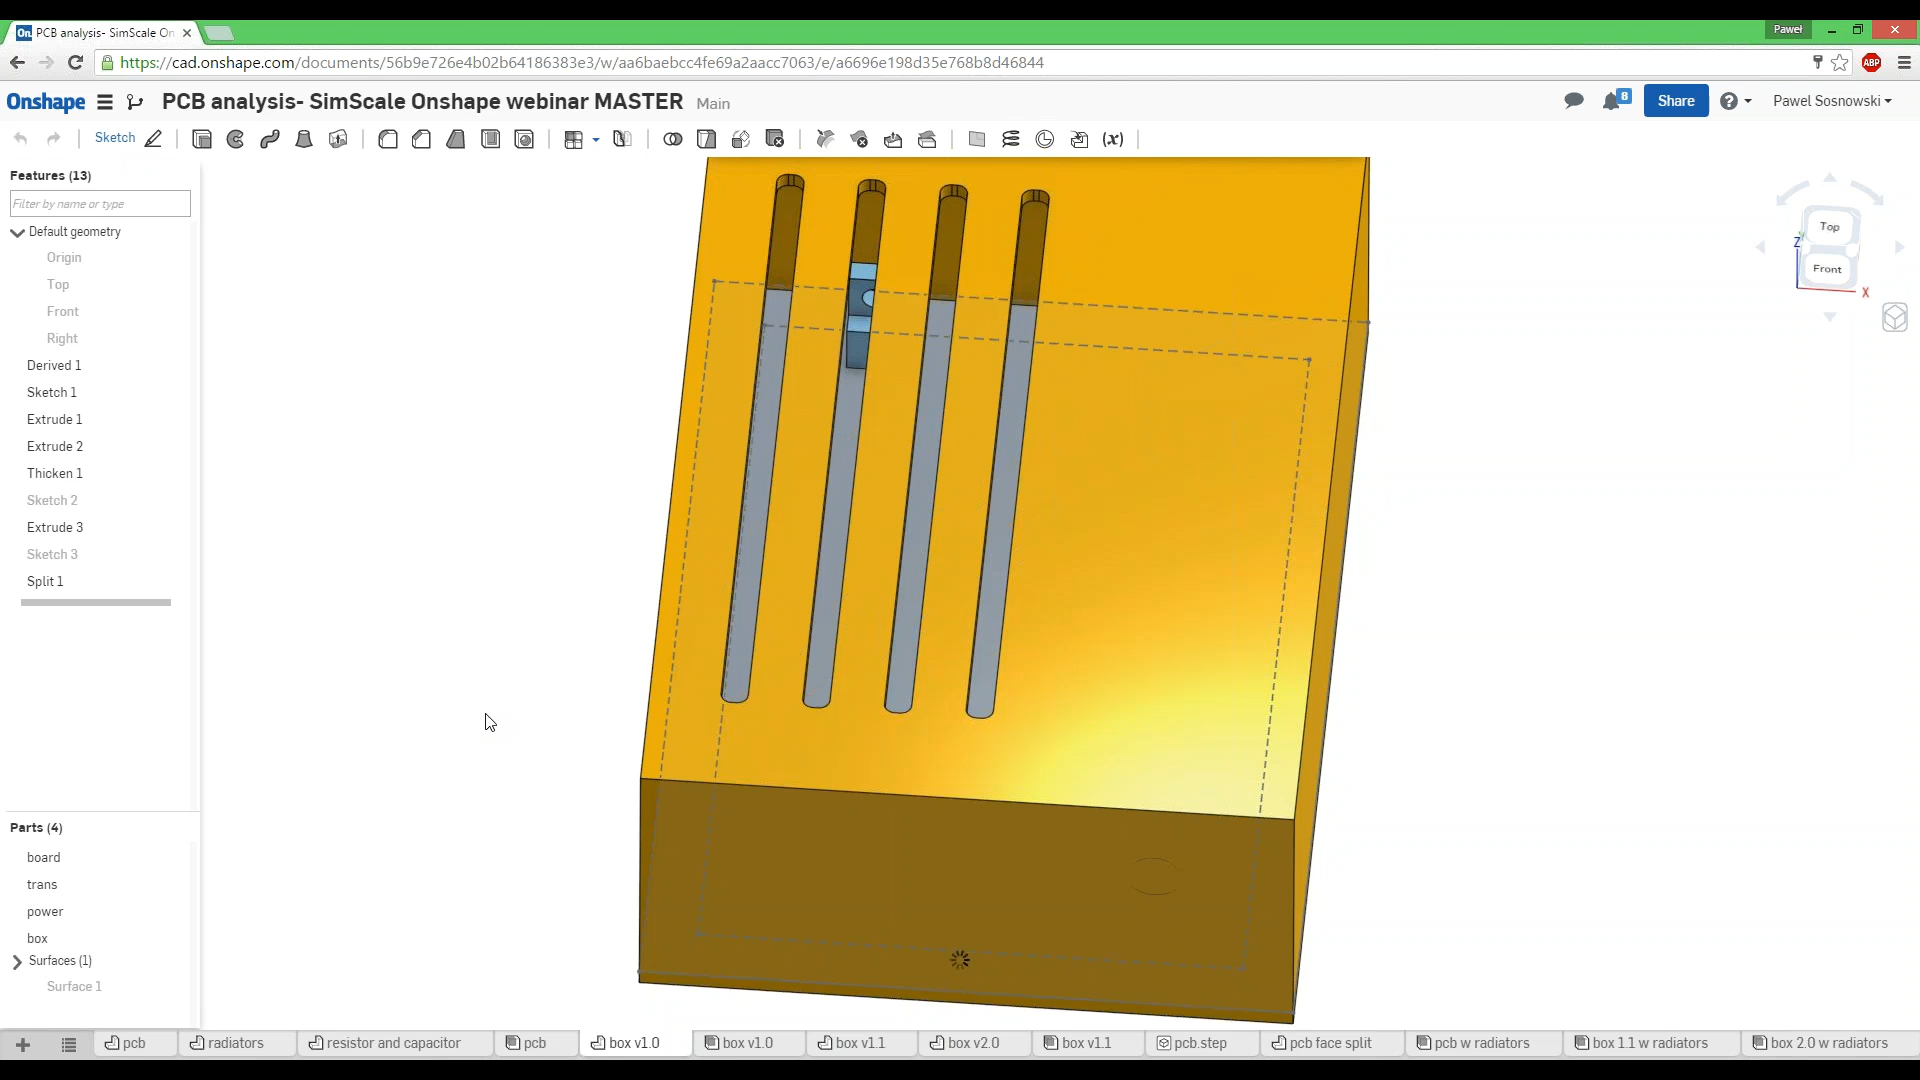 PCB analysis- SimScale On
Paweł
https://cad.onshape.com/documents/56b9e726e4b02b64186383e3/w/aa6baebcc4fe69a2aacc7063/e/a6696e198d35e768b8d46844
ABP
Onshape PCB analysis- SimScale Onshape webinar MASTER Main
8 Share Pawel Sosnowski
Sketch (x)
Features (13)
Filter by name or type
Default geometry
Origin
Top
Front
Right
Derived 1
Sketch 1
Extrude 1
Extrude 2
Thicken 1
Sketch 2
Extrude 3
Sketch 3
Split 1
Top
Z
Front
X
Parts (4)
board
trans
power
box
Surfaces (1)
Surface 1
pcb radiators resistor and capacitor pcb box v1.0 box v1.0 box v1.1 box v2.0 box v1.1 pcb.step pcb face split pcb w radiators box 1.1 w radiators box 2.0 w radiators